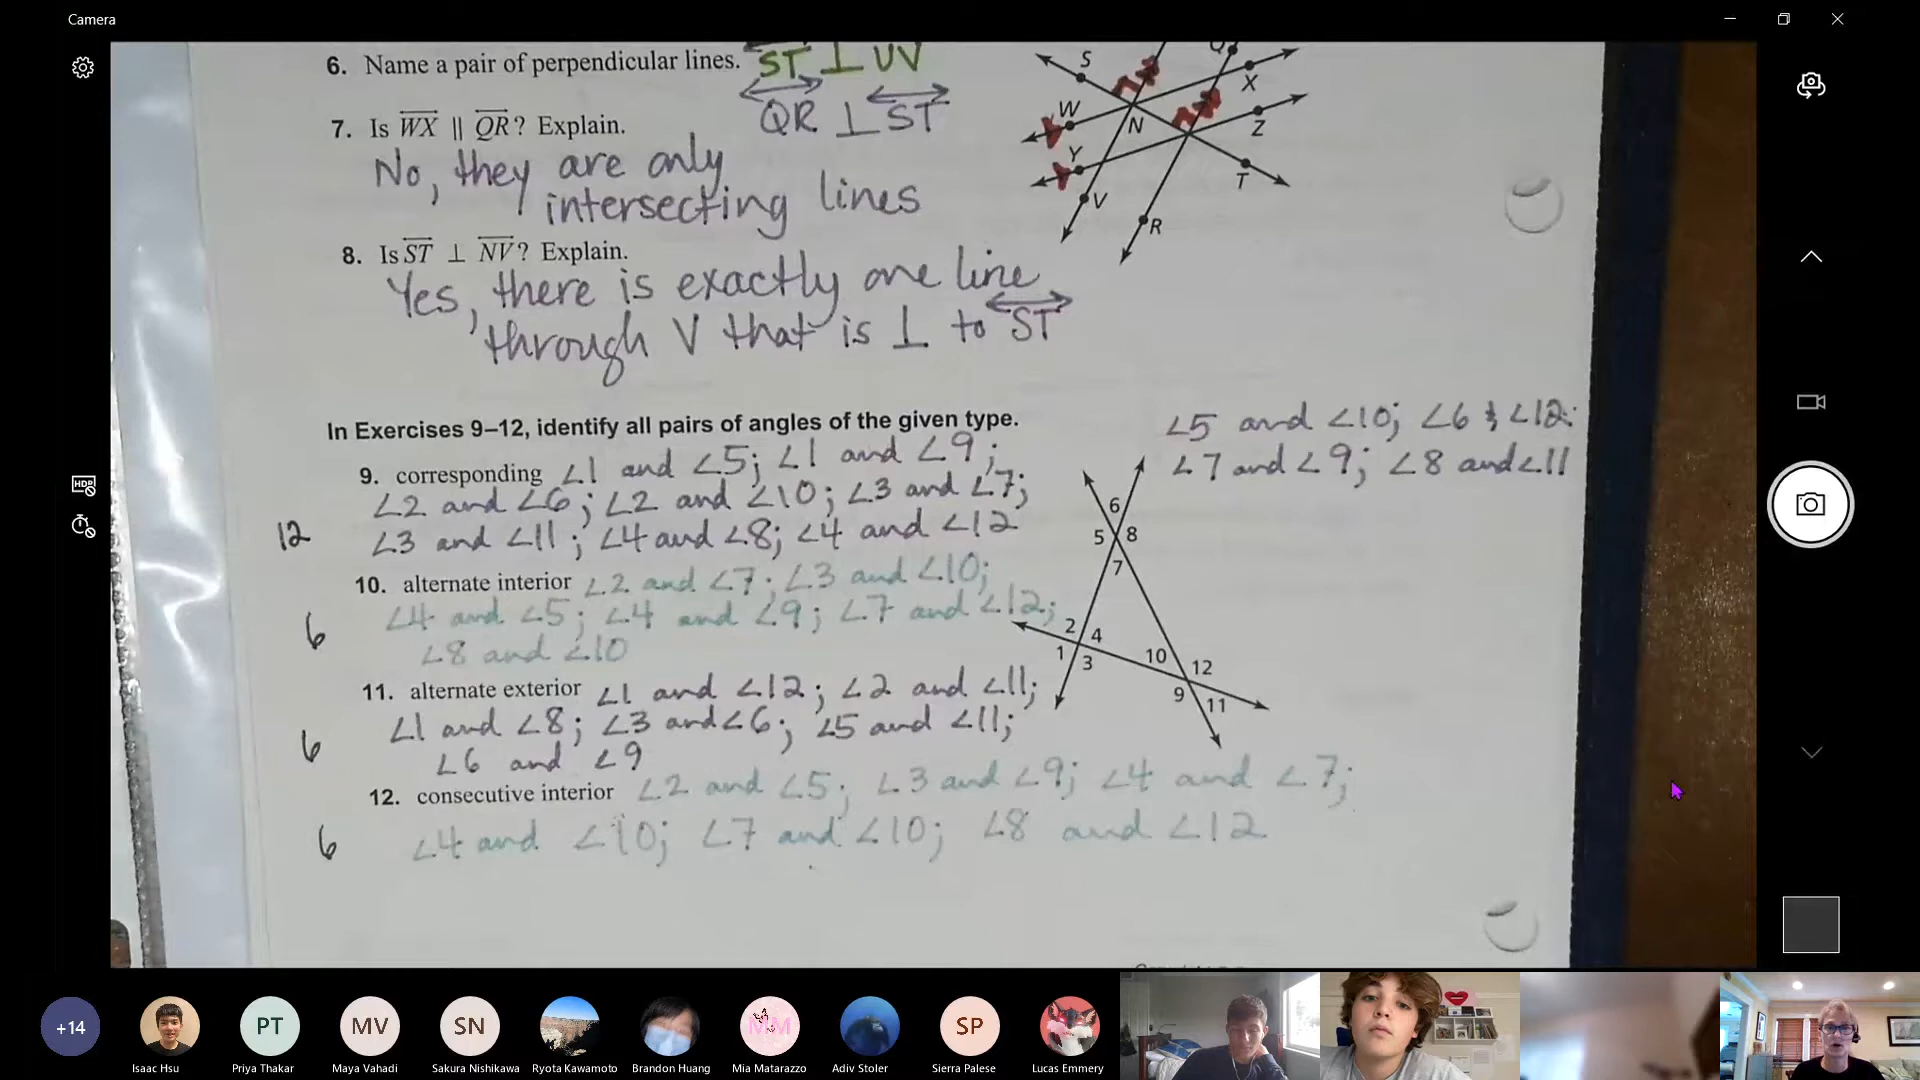 Camera
6. Name a pair of perpendicular lines. ST ⊥ UV
QR ⊥ ST
7. Is WX || QR? Explain.
No, they are only
intersecting lines
8. Is ST ⊥ NV? Explain.
Yes, there is exactly one line
through V that is ⊥ to ST
S
Q
X
W
N
Z
Y
T
V
R
In Exercises 9–12, identify all pairs of angles of the given type.
∠5 and ∠10; ∠6 & ∠12;
∠7 and ∠9; ∠8 and ∠11
9. corresponding ∠1 and ∠5; ∠1 and ∠9;
∠2 and ∠6; ∠2 and ∠10; ∠3 and ∠7;
12 ∠3 and ∠11; ∠4 and ∠8; ∠4 and ∠12
10. alternate interior ∠2 and ∠7; ∠3 and ∠10;
∠4 and ∠5; ∠4 and ∠9; ∠7 and ∠12;
6 ∠8 and ∠10
11. alternate exterior ∠1 and ∠12; ∠2 and ∠11;
∠1 and ∠8; ∠3 and ∠6; ∠5 and ∠11;
6 ∠6 and ∠9
12. consecutive interior ∠2 and ∠5; ∠3 and ∠9; ∠4 and ∠7;
6 ∠4 and ∠10; ∠7 and ∠10; ∠8 and ∠12
6
5 8
7
2 4
1 3
10 12
9 11
HDR
+14
PT
MV
SN
MM
SP
Isaac Hsu
Priya Thakar
Maya Vahadi
Sakura Nishikawa
Ryota Kawamoto
Brandon Huang
Mia Matarazzo
Adiv Stoler
Sierra Palese
Lucas Emmery